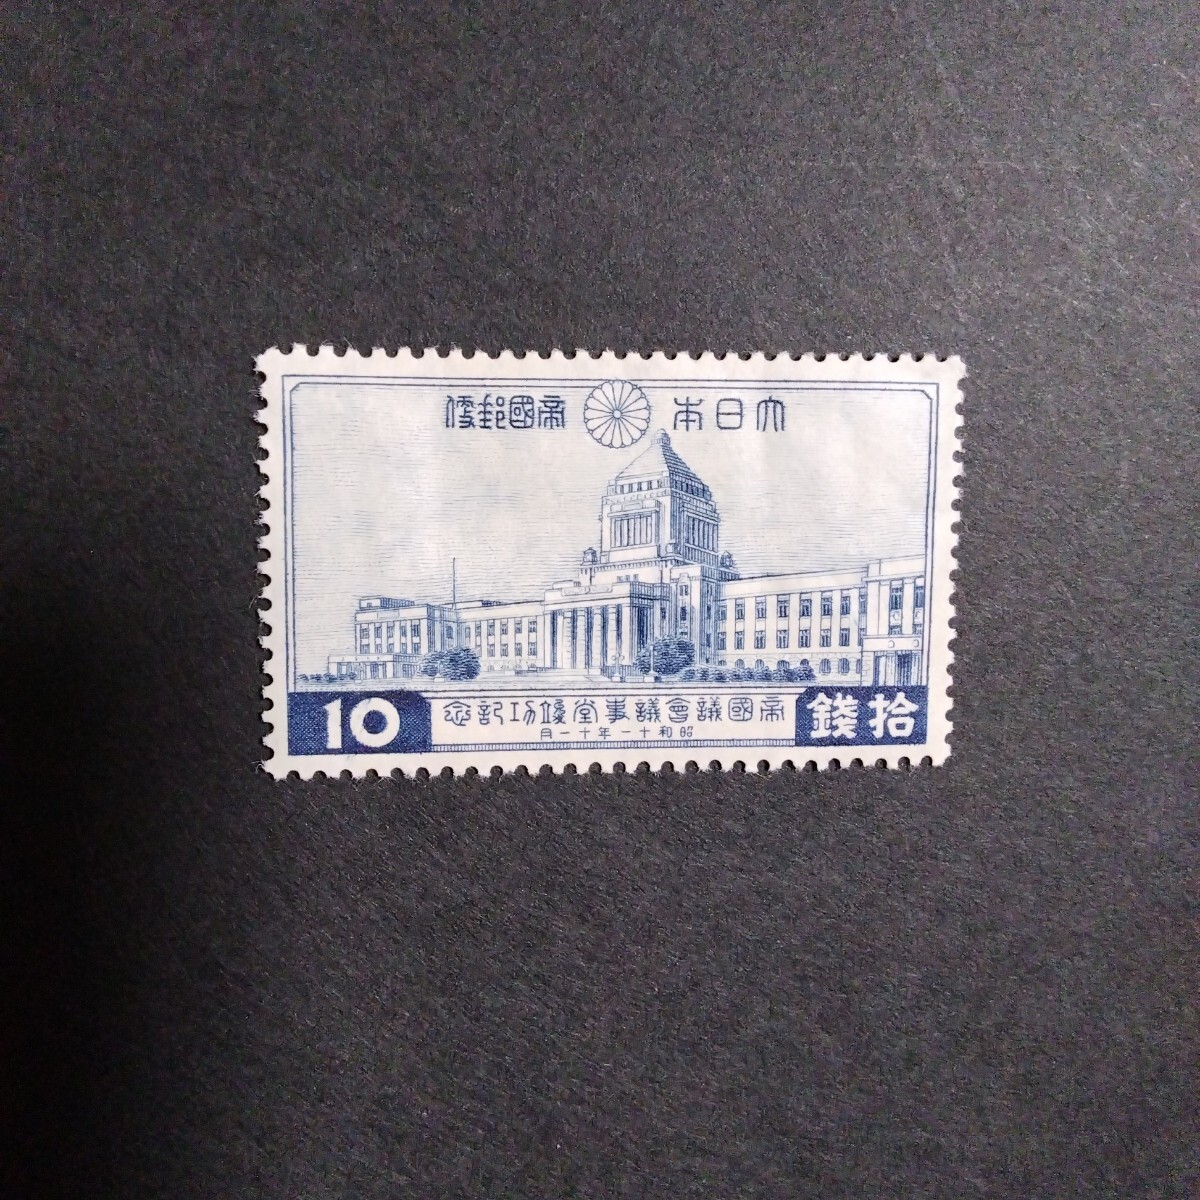 大日本帝國郵便
帝國議會議事堂竣功記念
昭和十一年十一月
拾錢
10